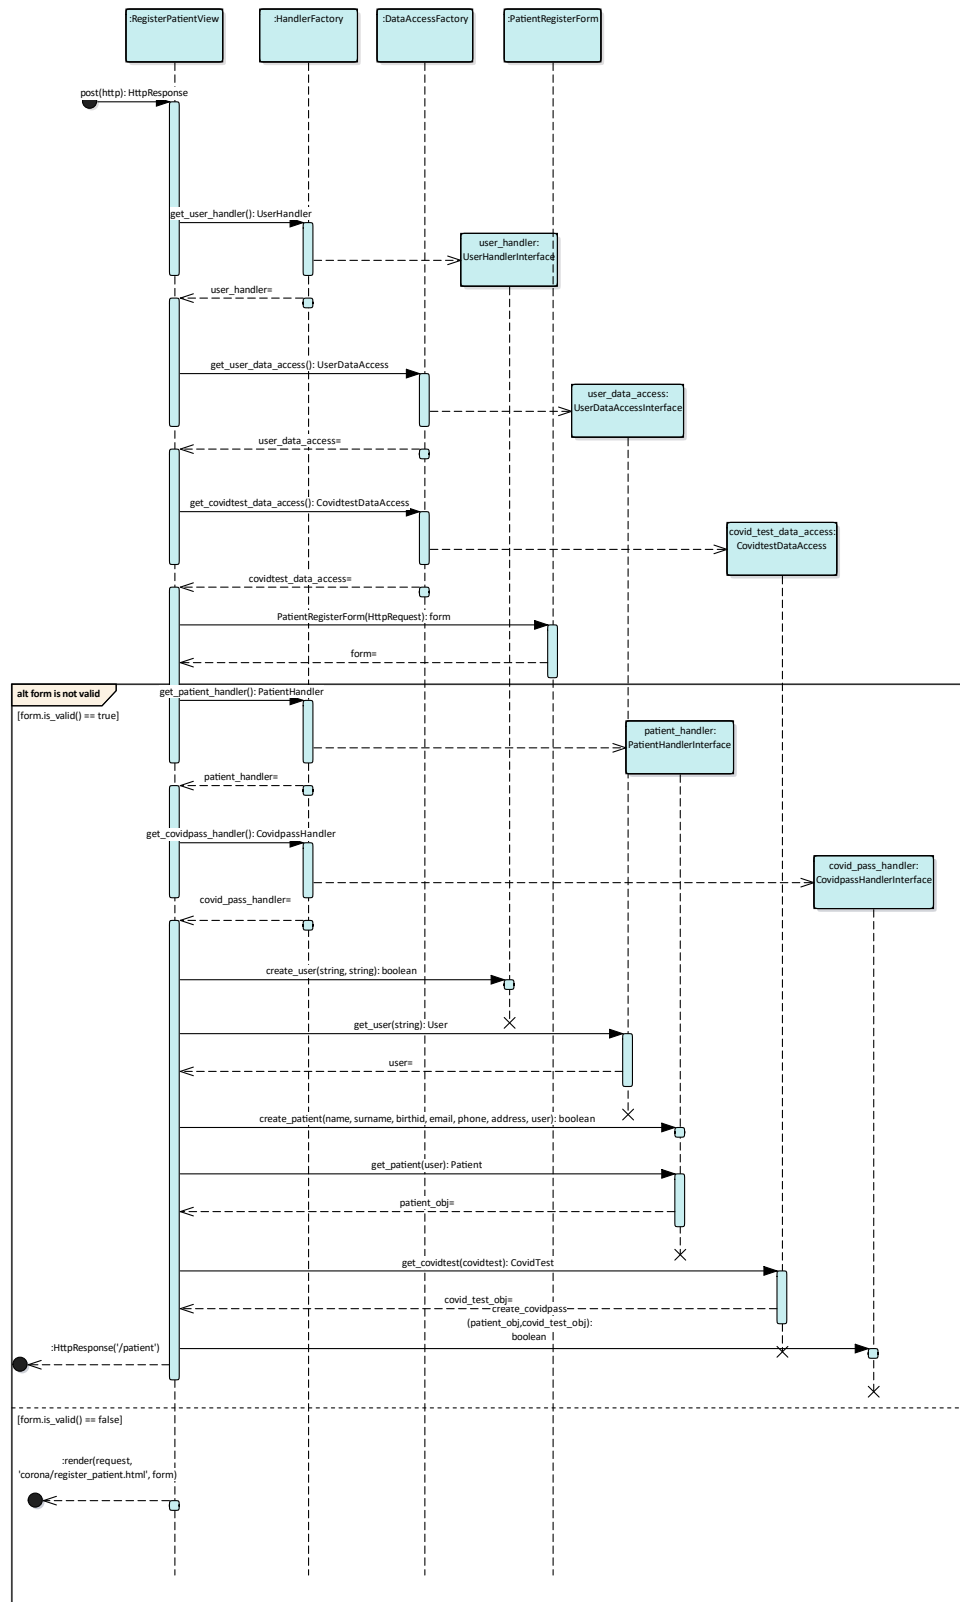 :RegisterPatientView
:HandlerFactory
:DataAccessFactory
:PatientRegisterForm
post(http): HttpResponse
get_user_handler(): UserHandler
user_handler:
UserHandlerInterface
user_handler=
get_user_data_access(): UserDataAccess
user_data_access:
UserDataAccessInterface
user_data_access=
get_covidtest_data_access(): CovidtestDataAccess
covid_test_data_access:
CovidtestDataAccess
covidtest_data_access=
PatientRegisterForm(HttpRequest): form
form=
alt form is not valid
get_patient_handler(): PatientHandler
[form.is_valid() == true]
patient_handler:
PatientHandlerInterface
patient_handler=
get_covidpass_handler(): CovidpassHandler
covid_pass_handler:
CovidpassHandlerInterface
covid_pass_handler=
create_user(string, string): boolean
get_user(string): User
user=
create_patient(name, surname, birthid, email, phone, address, user): boolean
get_patient(user): Patient
patient_obj=
get_covidtest(covidtest): CovidTest
covid_test_obj=
create_covidpass
(patient_obj,covid_test_obj):
boolean
:HttpResponse('/patient')
[form.is_valid() == false]
:render(request,
'corona/register_patient.html', form)